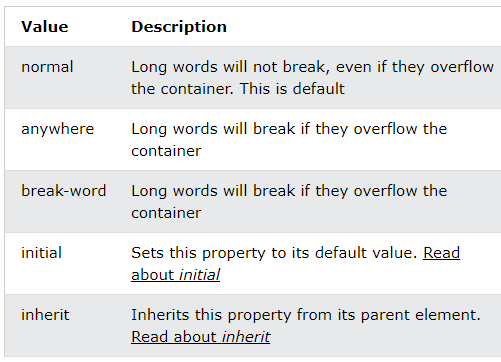 Value Description
normal Long words will not break, even if they overflow
the container. This is default
anywhere Long words will break if they overflow the
container
break-word Long words will break if they overflow the
container
initial Sets this property to its default value. Read
about initial
inherit Inherits this property from its parent element.
Read about inherit